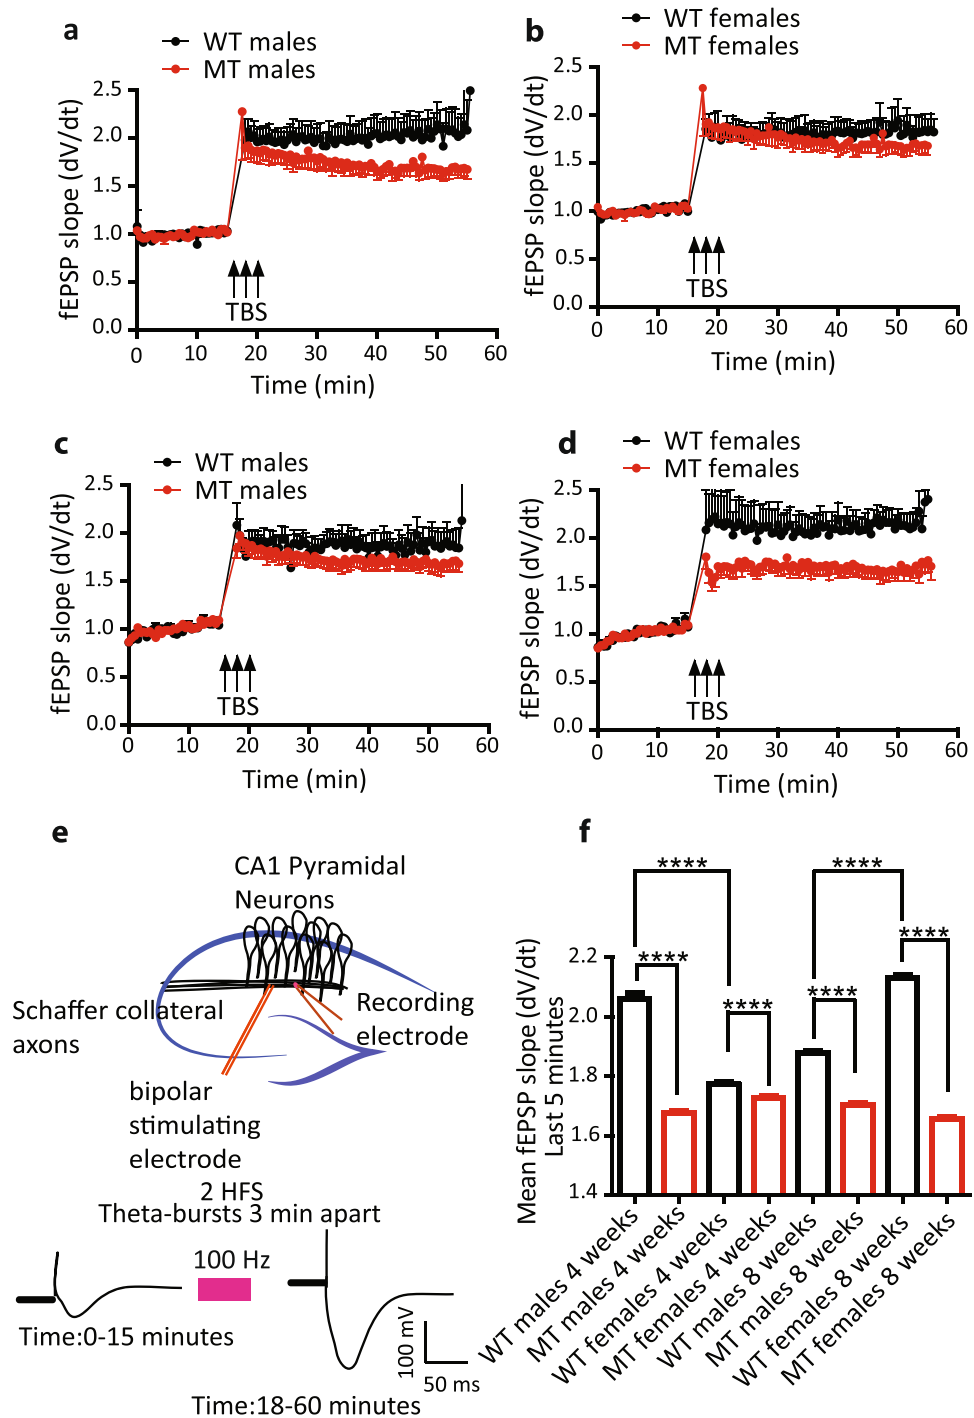 a
WT males
MT males
fEPSP slope (dV/dt)
2.5
2.0
1.5
1.0
0.5
0.0
TBS
0 10 20 30 40 50 60
Time (min)
b
WT females
MT females
fEPSP slope (dV/dt)
2.5
2.0
1.5
1.0
0.5
0.0
TBS
0 10 20 30 40 50 60
Time (min)
c
WT males
MT males
fEPSP slope (dV/dt)
2.5
2.0
1.5
1.0
0.5
0.0
TBS
0 10 20 30 40 50 60
Time (min)
d
WT females
MT females
fEPSP slope (dV/dt)
2.5
2.0
1.5
1.0
0.5
0.0
TBS
0 10 20 30 40 50 60
Time (min)
e
CA1 Pyramidal
Neurons
Schaffer collateral
axons
Recording
electrode
bipolar
stimulating
electrode
2 HFS
Theta-bursts 3 min apart
100 Hz
Time:0-15 minutes
100 mV
50 ms
Time:18-60 minutes
f
**** ****
**** **** **** ****
Mean fEPSP slope (dV/dt)
Last 5 minutes
2.2
2.0
1.8
1.6
1.4
WT males 4 weeks
MT males 4 weeks
WT females 4 weeks
MT females 4 weeks
WT males 8 weeks
MT males 8 weeks
WT females 8 weeks
MT females 8 weeks